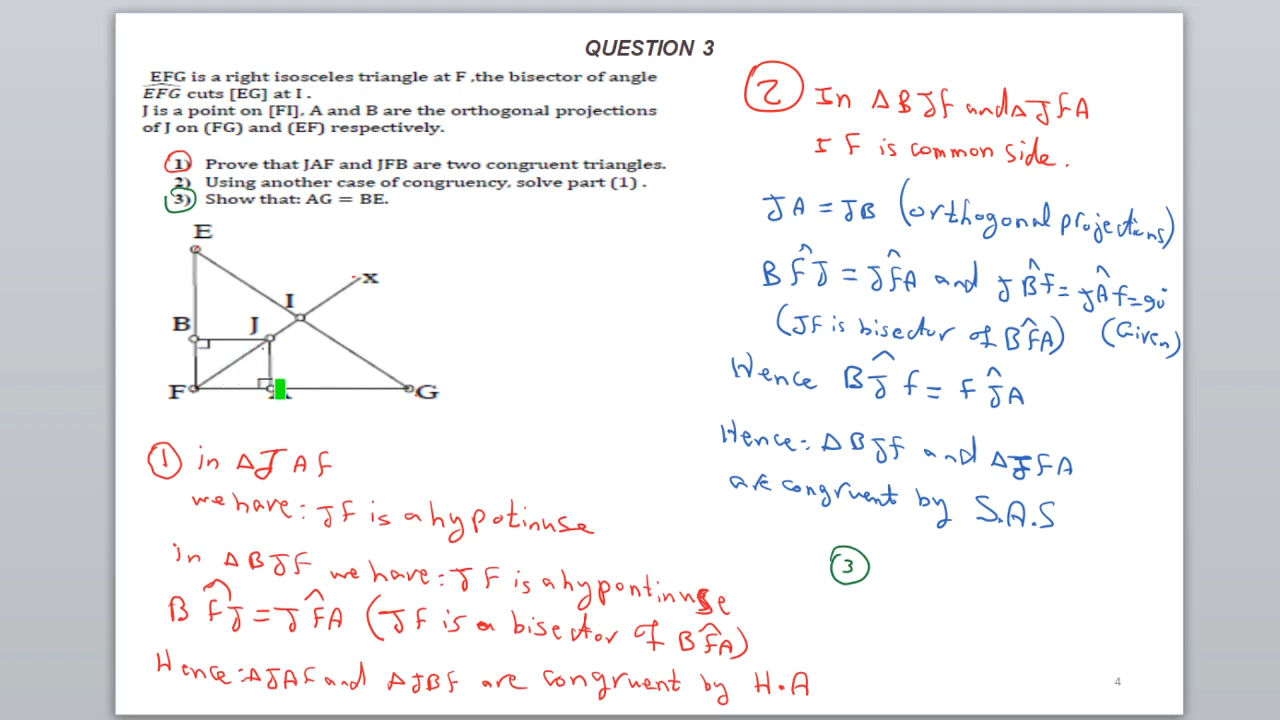 QUESTION 3
EFG is a right isosceles triangle at F ,the bisector of angle
EFG cuts [EG] at I .
J is a point on [FI], A and B are the orthogonal projections
of J on (FG) and (EF) respectively.
1) Prove that JAF and JFB are two congruent triangles.
2) Using another case of congruency, solve part (1) .
3) Show that: AG = BE.
E
X
I
B
J
F
G
① in ΔJAF
we have: JF is a hypotinuse
in ΔBJF we have: JF is a hypontinuse
BF̂J = JF̂A (JF is a bisector of BF̂A)
Hence: ΔJAF and ΔJBF are congruent by H.A
② In ΔBJF and ΔJFA
JF is common side.
JA = JB (orthogonal projections)
BF̂J = JF̂A and JB̂F = JÂF = 90°
(JF is bisector of BF̂A) (Given)
Hence BĴF = FĴA
Hence: ΔBJF and ΔJFA
are congruent by S.A.S
③
4